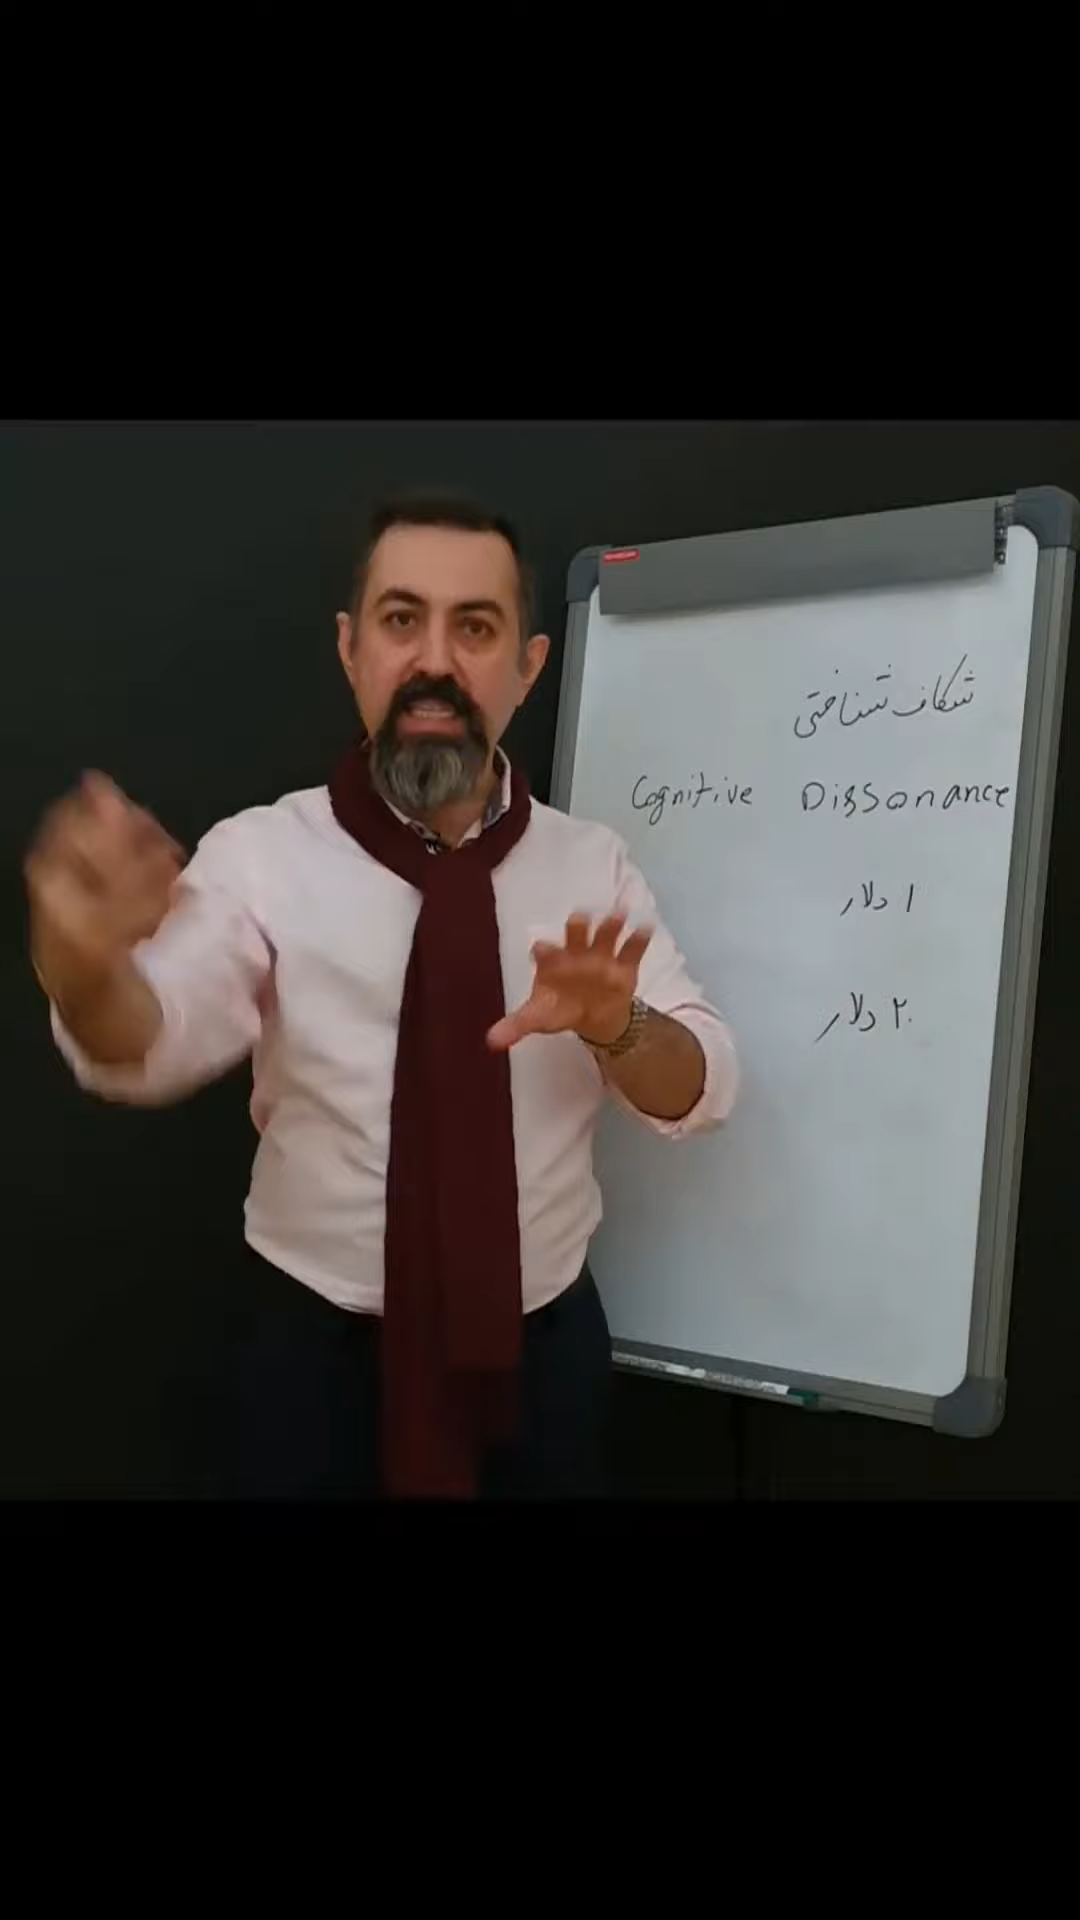 شکاف شناختی
Cognitive Dissonance
۱ دلار
۲۰ دلار